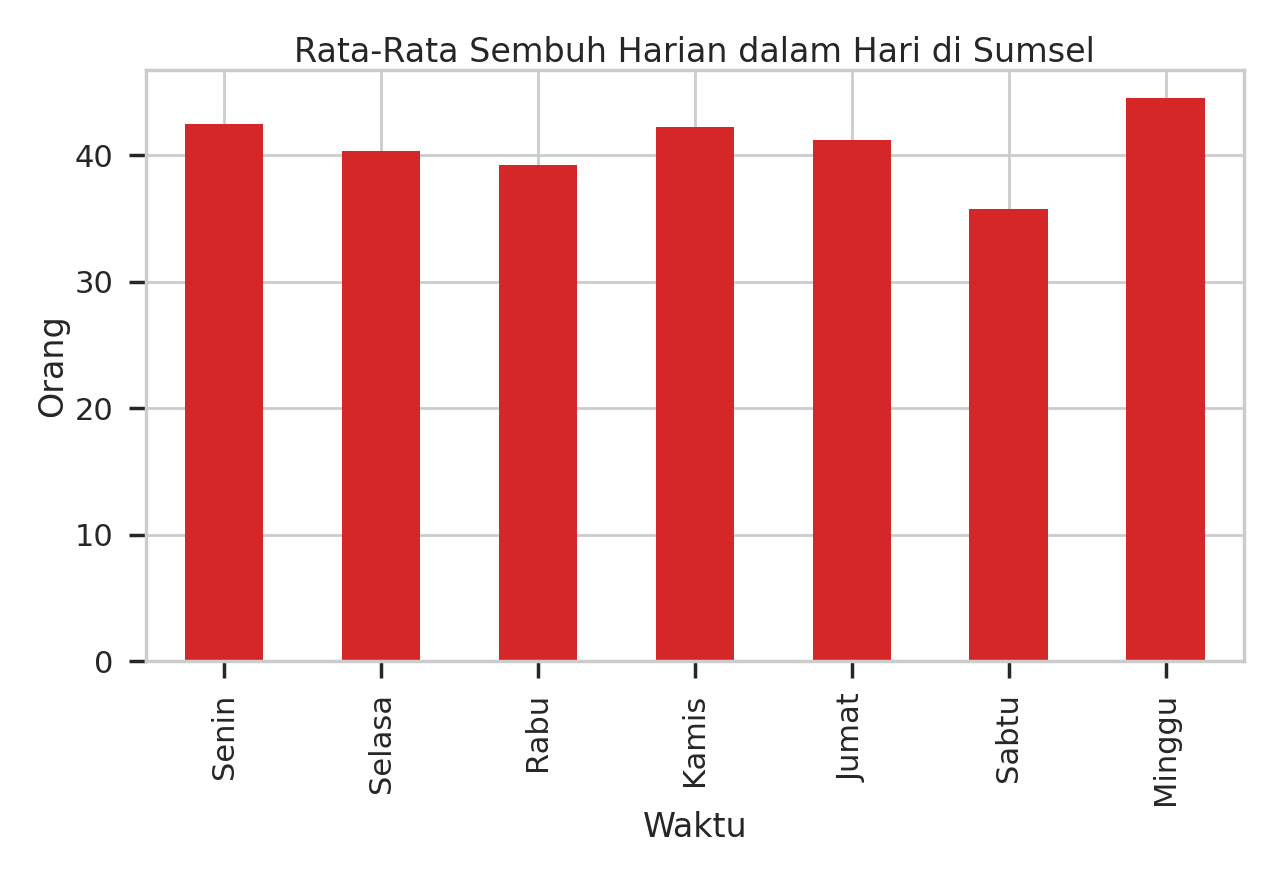 Rata-Rata Sembuh Harian dalam Hari di Sumsel
Orang
40
30
20
10
0
Senin
Selasa
Rabu
Kamis
Jumat
Sabtu
Minggu
Waktu